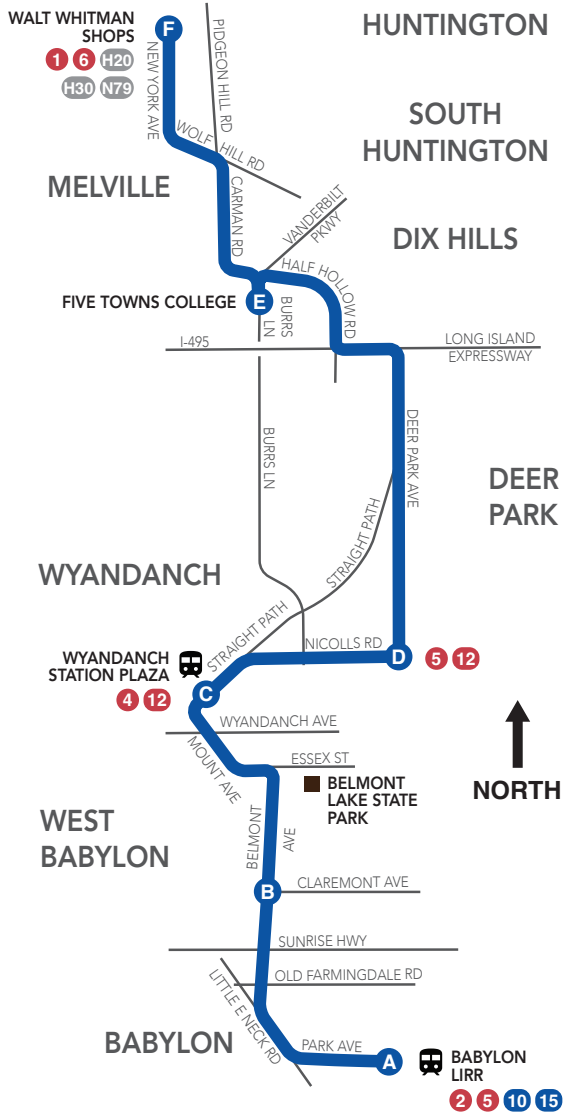 WALT WHITMAN
SHOPS
1 6 H20
H30 N79
F
NEW YORK AVE
PIDGEON HILL RD
HUNTINGTON
SOUTH
HUNTINGTON
WOLF HILL RD
MELVILLE
CARMAN RD
VANDERBILT
PKWY
DIX HILLS
HALF HOLLOW RD
FIVE TOWNS COLLEGE
E
BURRS
LN
I-495
LONG ISLAND
EXPRESSWAY
DEER PARK AVE
BURRS LN
DEER
PARK
STRAIGHT PATH
WYANDANCH
STRAIGHT PATH
NICOLLS RD
D
5 12
WYANDANCH
STATION PLAZA
4 12
C
WYANDANCH AVE
MOUNT AVE
ESSEX ST
BELMONT
LAKE STATE
PARK
NORTH
WEST
BABYLON
BELMONT
AVE
B
CLAREMONT AVE
SUNRISE HWY
OLD FARMINGDALE RD
LITTLE E NECK RD
BABYLON
PARK AVE
A
BABYLON
LIRR
2 5 10 15